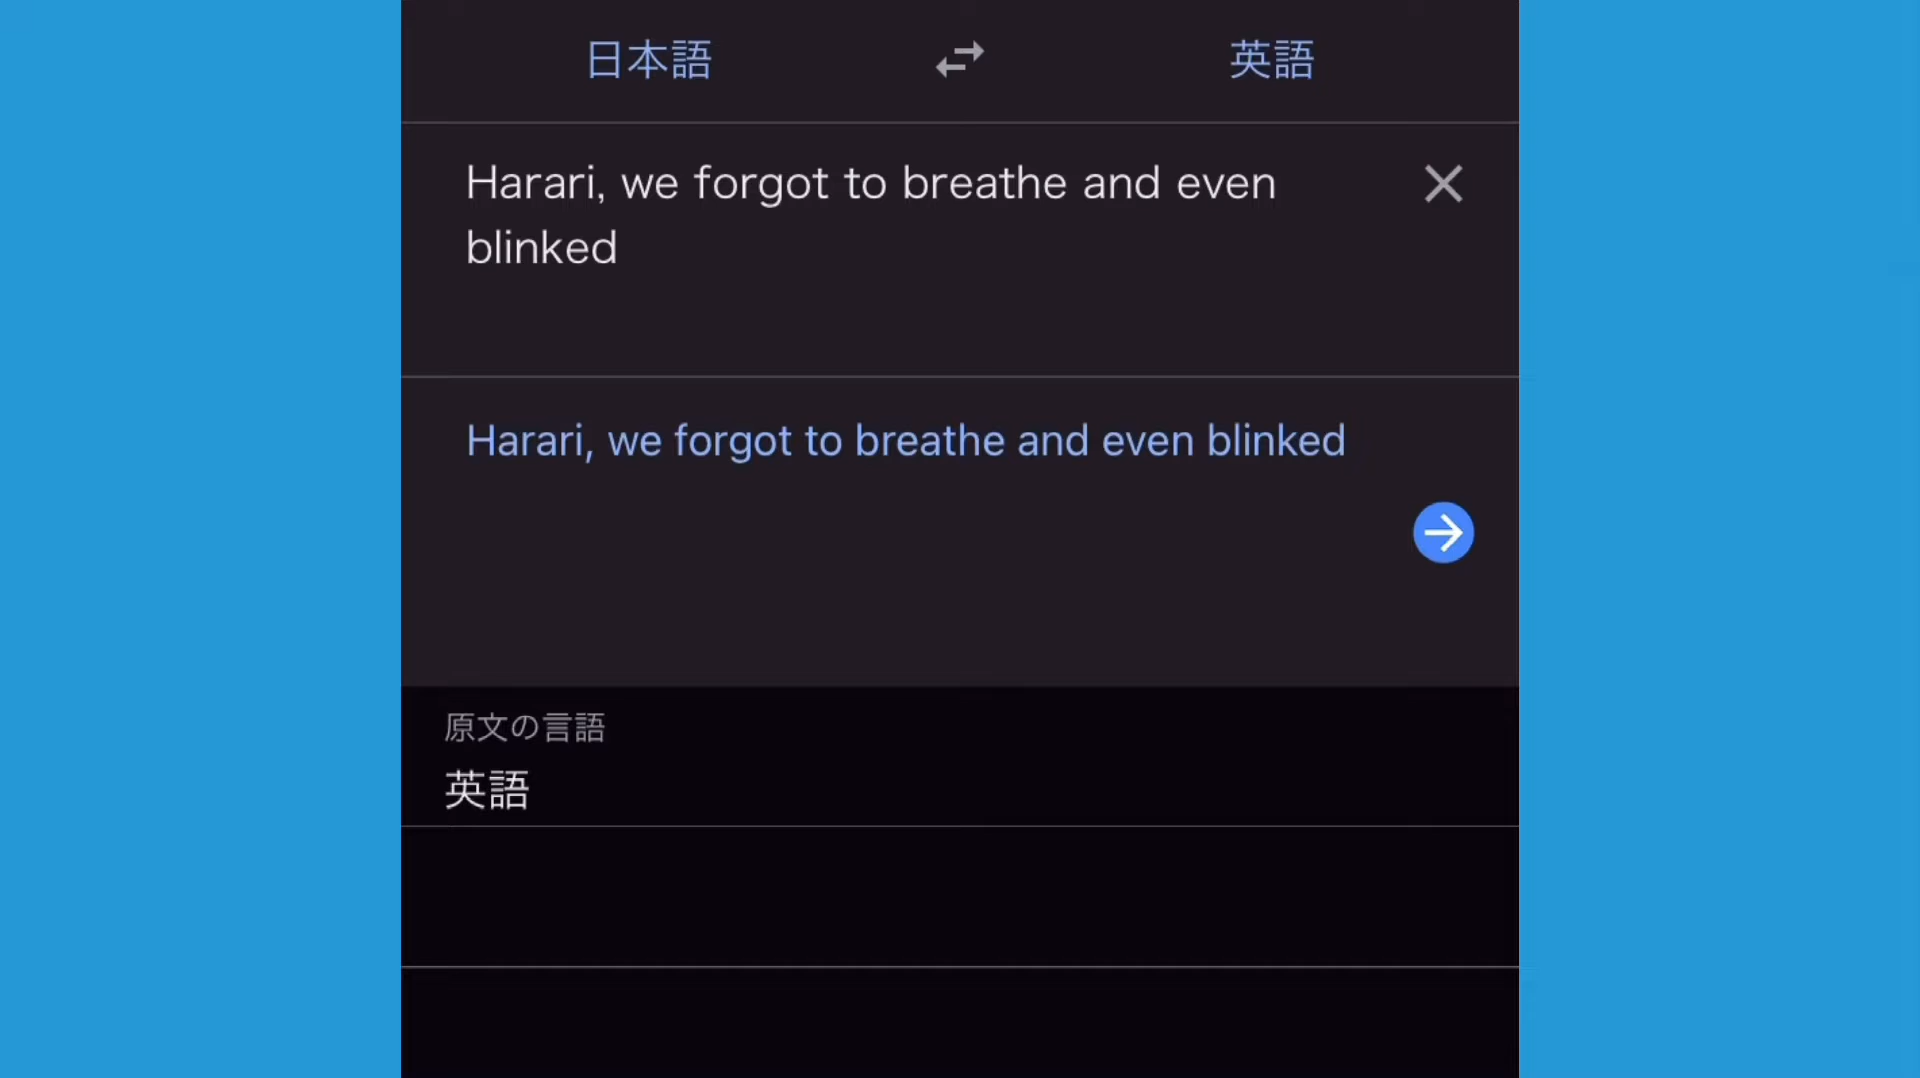 日本語 英語
Harari, we forgot to breathe and even
blinked
Harari, we forgot to breathe and even blinked
原文の言語
英語